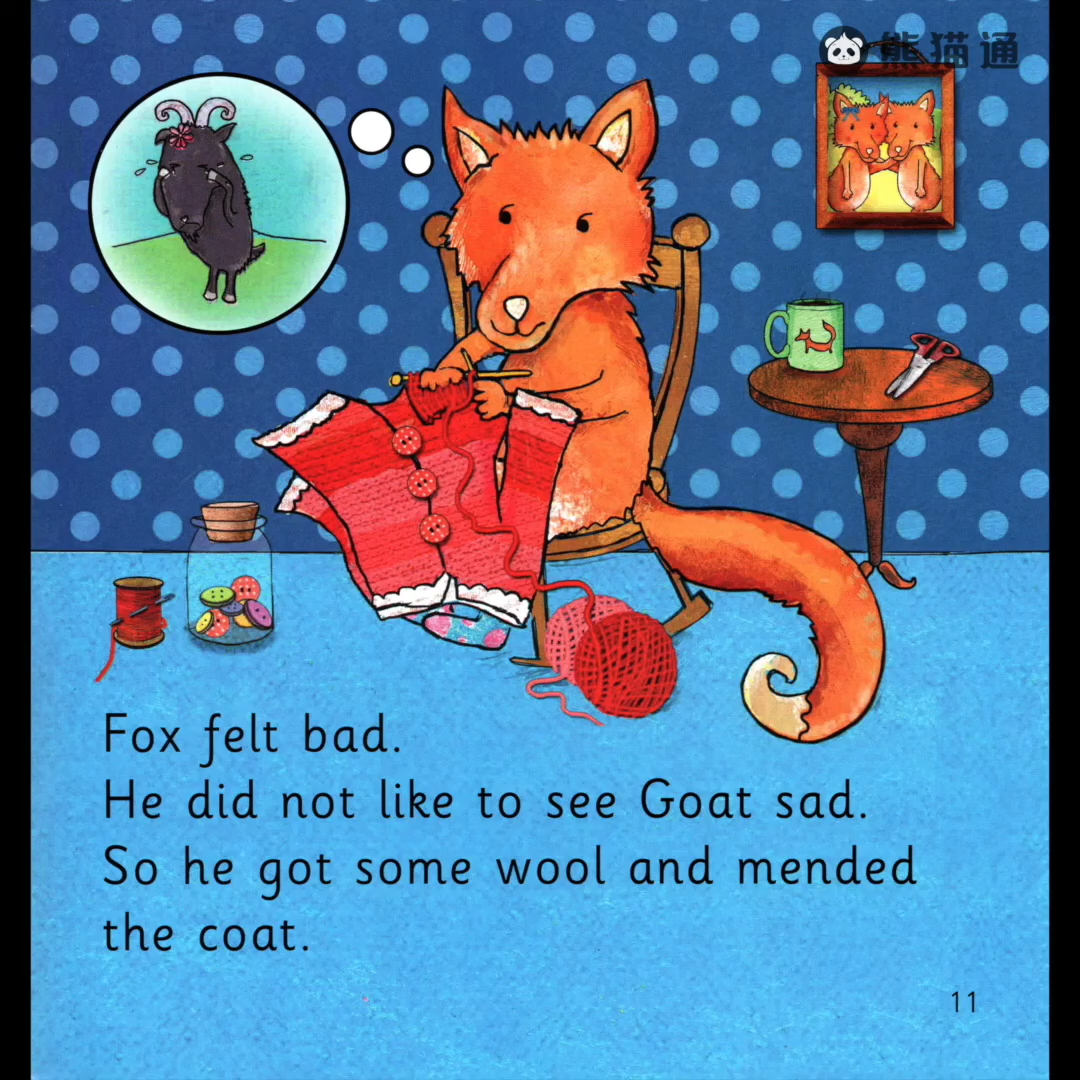 熊猫通
Fox felt bad.
He did not like to see Goat sad.
So he got some wool and mended
the coat.
11